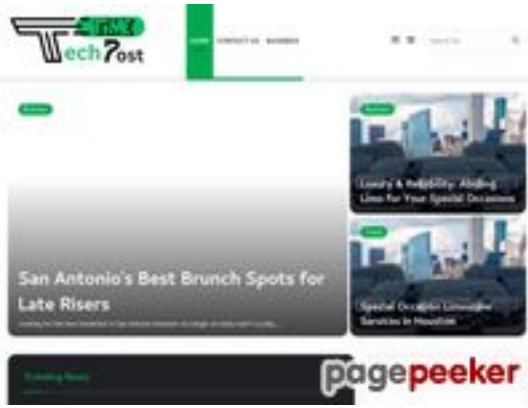 TIME
Tech Post
HOME CONTACT US BUSINESS
San Antonio's Best Brunch Spots for
Late Risers
Luxury & Reliability: Abiding
Limo For Your Special Occasions
Special Occasion Limousine
Services in Houston
Trending News
pagepeeker